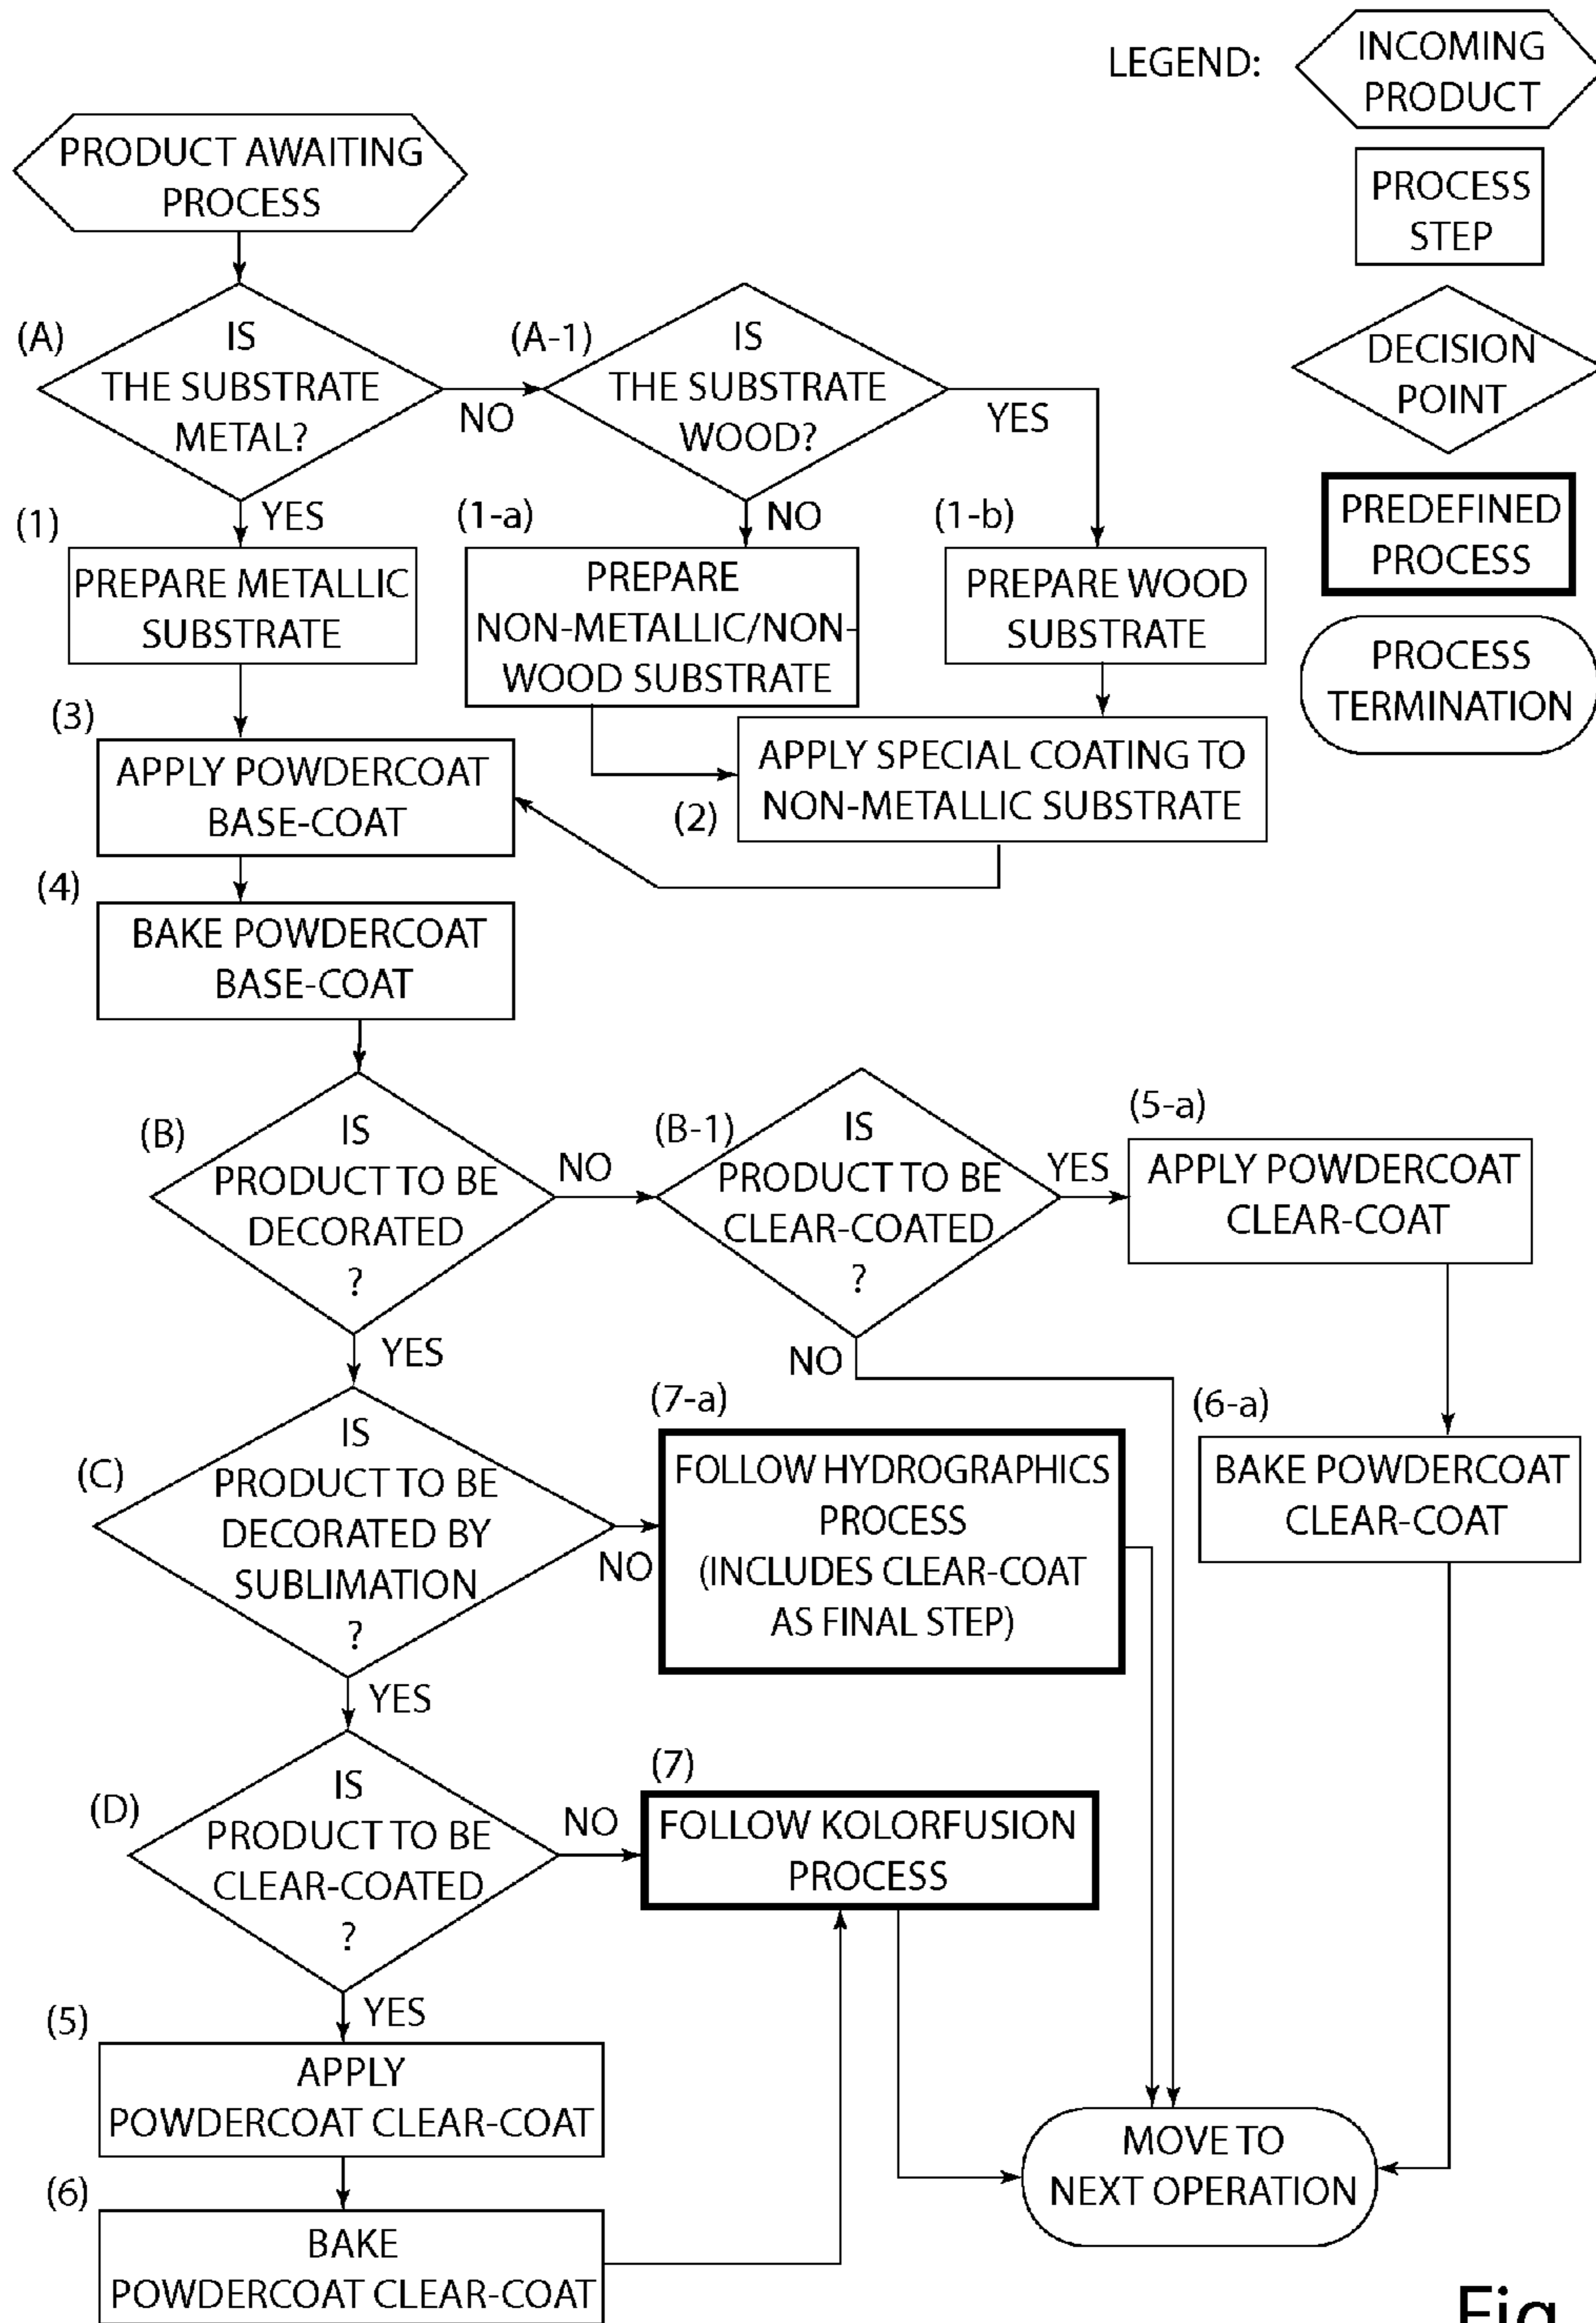 LEGEND:
INCOMING
PRODUCT
PROCESS
STEP
DECISION
POINT
PREDEFINED
PROCESS
PROCESS
TERMINATION
PRODUCT AWAITING
PROCESS
(A)
IS
THE SUBSTRATE
METAL?
NO
YES
(A-1)
IS
THE SUBSTRATE
WOOD?
YES
NO
(1)
PREPARE METALLIC
SUBSTRATE
(1-a)
PREPARE
NON-METALLIC/NON-
WOOD SUBSTRATE
(1-b)
PREPARE WOOD
SUBSTRATE
(2)
APPLY SPECIAL COATING TO
NON-METALLIC SUBSTRATE
(3)
APPLY POWDERCOAT
BASE-COAT
(4)
BAKE POWDERCOAT
BASE-COAT
(B)
IS
PRODUCT TO BE
DECORATED
?
NO
YES
(B-1)
IS
PRODUCT TO BE
CLEAR-COATED
?
YES
NO
(5-a)
APPLY POWDERCOAT
CLEAR-COAT
(6-a)
BAKE POWDERCOAT
CLEAR-COAT
(C)
IS
PRODUCT TO BE
DECORATED BY
SUBLIMATION
?
NO
YES
(7-a)
FOLLOW HYDROGRAPHICS
PROCESS
(INCLUDES CLEAR-COAT
AS FINAL STEP)
(D)
IS
PRODUCT TO BE
CLEAR-COATED
?
NO
YES
(7)
FOLLOW KOLORFUSION
PROCESS
(5)
APPLY
POWDERCOAT CLEAR-COAT
(6)
BAKE
POWDERCOAT CLEAR-COAT
MOVE TO
NEXT OPERATION
Fig